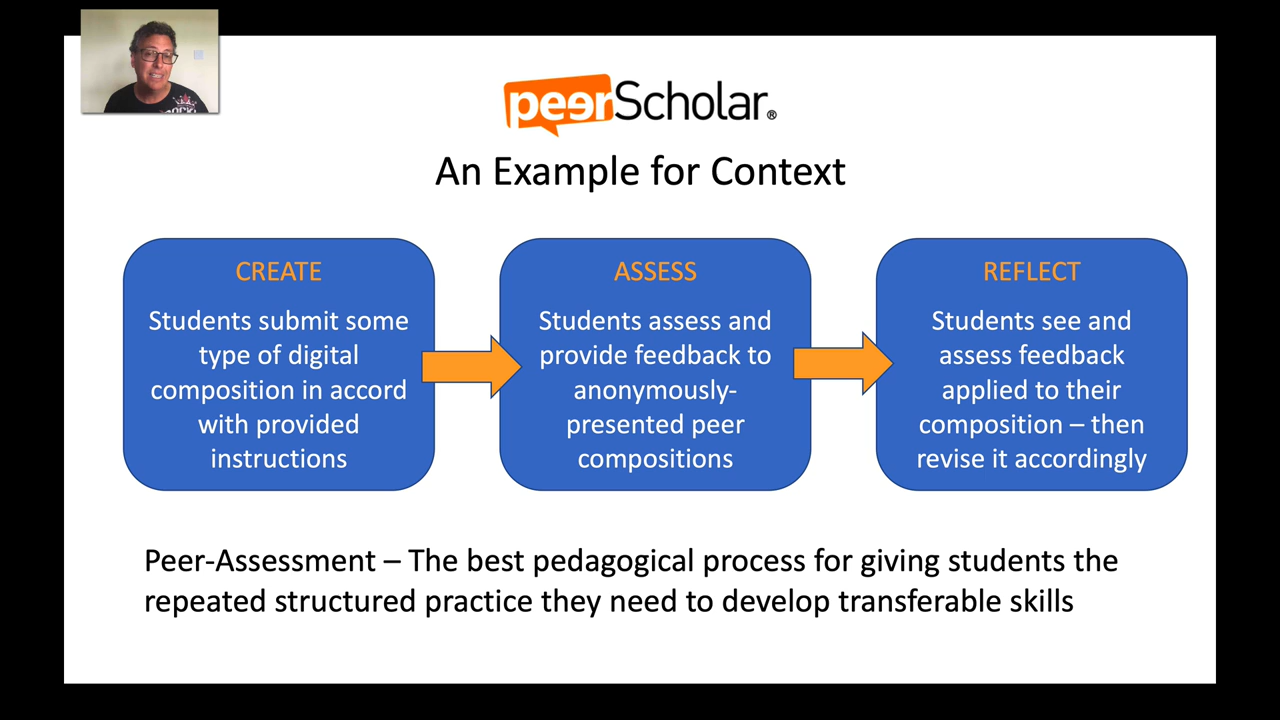 peerScholar®
An Example for Context
CREATE
Students submit some
type of digital
composition in accord
with provided
instructions
ASSESS
Students assess and
provide feedback to
anonymously-
presented peer
compositions
REFLECT
Students see and
assess feedback
applied to their
composition – then
revise it accordingly
Peer-Assessment – The best pedagogical process for giving students the
repeated structured practice they need to develop transferable skills